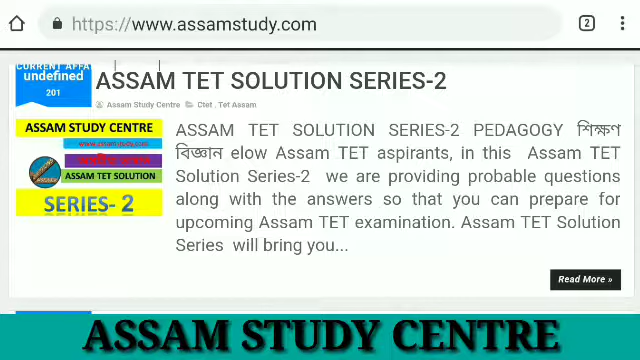 https://www.assamstudy.com
2
CURRENT AFFA
undefined
201
ASSAM TET SOLUTION SERIES-2
Assam Study Centre Ctet , Tet Assam
ASSAM STUDY CENTRE
www.assamstudy.com
ASSAM TET SOLUTION
SERIES- 2
ASSAM TET SOLUTION SERIES-2 PEDAGOGY শিক্ষণ
বিজ্ঞান elow Assam TET aspirants, in this Assam TET
Solution Series-2 we are providing probable questions
along with the answers so that you can prepare for
upcoming Assam TET examination. Assam TET Solution
Series will bring you...
Read More »
ASSAM STUDY CENTRE